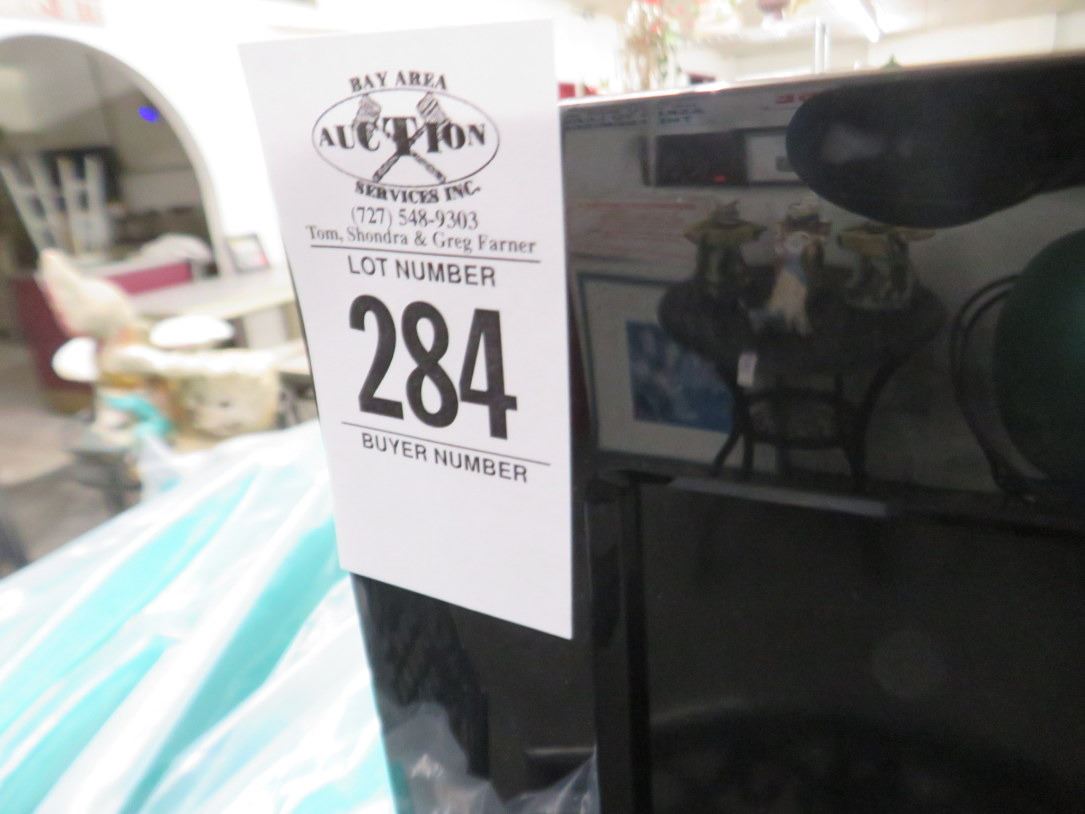 BAY AREA
AUCTION
SERVICES INC.
(727) 548-9303
Tom, Shondra & Greg Farner
LOT NUMBER
284
BUYER NUMBER